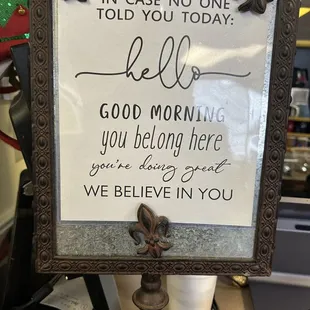 IN CASE NO ONE
TOLD YOU TODAY:
hello
GOOD MORNING
you belong here
you're doing great
WE BELIEVE IN YOU